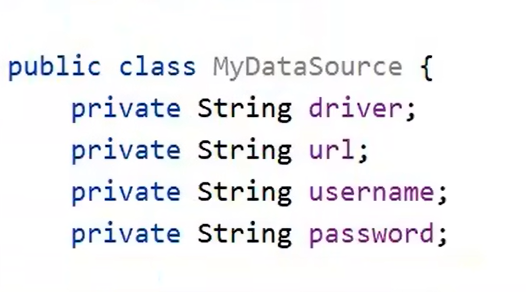 public class MyDataSource {
    private String driver;
    private String url;
    private String username;
    private String password;